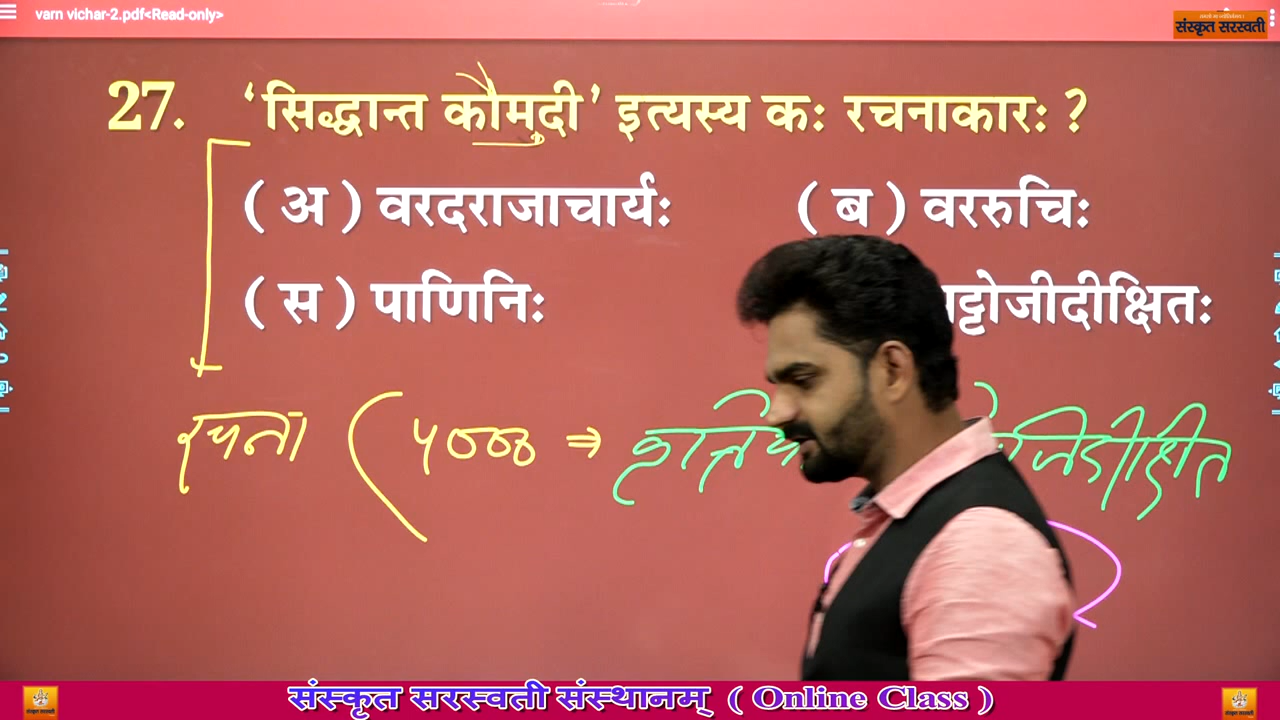 varn vichar-2.pdf<Read-only>
संस्कृत सरस्वती
27. ‘सिद्धान्त कौमुदी’ इत्यस्य कः रचनाकारः ?
( अ ) वरदराजाचार्यः ( ब ) वररुचिः
( स ) पाणिनिः ट्टोजीदीक्षितः
रचना
संस्कृत सरस्वती संस्थानम् ( Online Class )